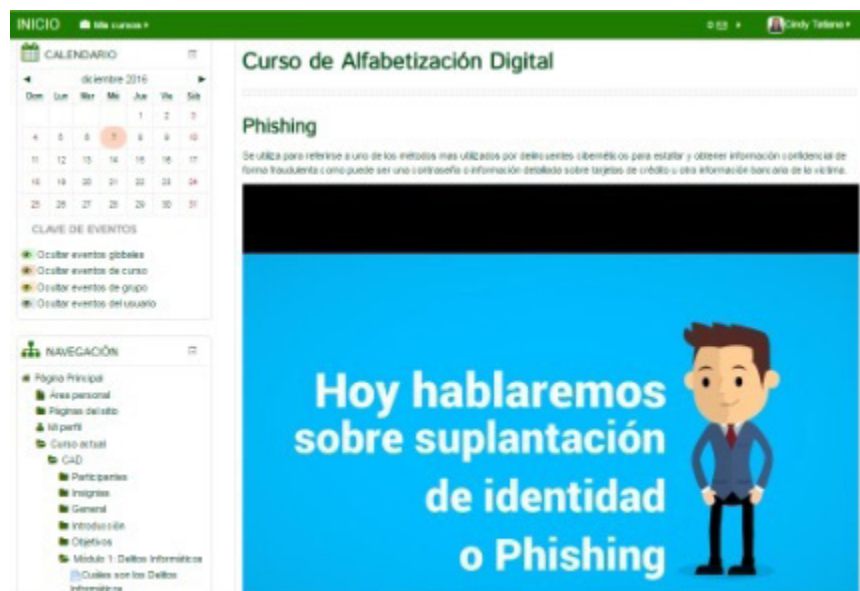 INICIO Mis cursos
Cindy Tatiana
CALENDARIO
diciembre 2016
Dom Lun Mar Mié Jue Vie Sáb
1 2 3
4 5 6 7 8 9 10
11 12 13 14 15 16 17
18 19 20 21 22 23 24
25 26 27 28 29 30 31
CLAVE DE EVENTOS
Ocultar eventos globales
Ocultar eventos de curso
Ocultar eventos de grupo
Ocultar eventos del usuario
NAVEGACIÓN
Página Principal
Área personal
Páginas del sitio
Mi perfil
Curso actual
CAD
Participantes
Insignias
General
Introducción
Objetivos
Módulo 1: Delitos Informáticos
Cuáles son los Delitos
Informáticos
Curso de Alfabetización Digital
Phishing
Se utiliza para referirse a uno de los métodos mas utilizados por delincuentes cibernéticos para estafar y obtener información confidencial de
forma fraudulenta como puede ser una contraseña o información detallada sobre tarjetas de crédito u otra información bancaria de la víctima.
Hoy hablaremos
sobre suplantación
de identidad
o Phishing